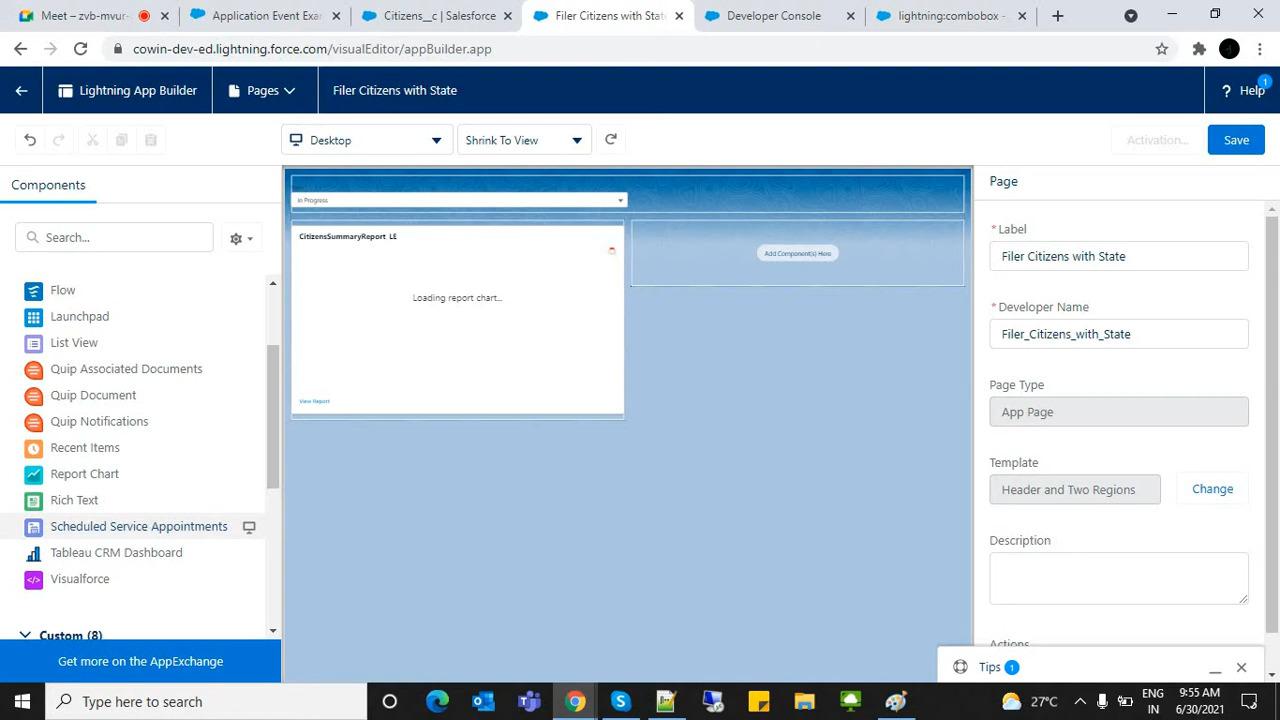 Meet – zvb-mvur-
Application Event Exa
Citizens__c | Salesforce
Filer Citizens with Stat
Developer Console
lightning:combobox -
cowin-dev-ed.lightning.force.com/visualEditor/appBuilder.app
Lightning App Builder
Pages
Filer Citizens with State
Help
1
Desktop
Shrink To View
Activation...
Save
Components
Search...
Flow
Launchpad
List View
Quip Associated Documents
Quip Document
Quip Notifications
Recent Items
Report Chart
Rich Text
Scheduled Service Appointments
Tableau CRM Dashboard
Visualforce
Custom (8)
Get more on the AppExchange
In Progress
CitizensSummaryReport LE
Loading report chart...
View Report
Add Component(s) Here
Page
*Label
Filer Citizens with State
*Developer Name
Filer_Citizens_with_State
Page Type
App Page
Template
Header and Two Regions
Change
Description
Actions
Tips 1
Type here to search
27°C
ENG
IN
9:55 AM
6/30/2021